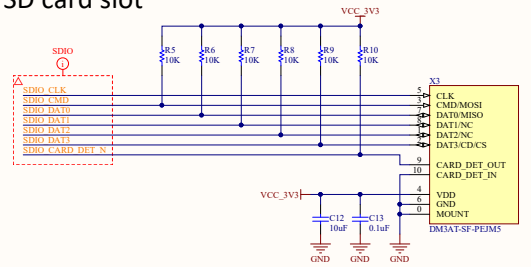 SD card slot
VCC_3V3
SDIO
R5 10K
R6 10K
R7 10K
R8 10K
R9 10K
R10 10K
X3
SDIO_CLK
SDIO_CMD
SDIO_DAT0
SDIO_DAT1
SDIO_DAT2
SDIO_DAT3
SDIO_CARD_DET_N
5 CLK
3 CMD/MOSI
7 DAT0/MISO
8 DAT1/NC
DAT2/NC
DAT3/CD/CS
9 CARD_DET_OUT
10 CARD_DET_IN
4 VDD
6 GND
0 MOUNT
DM3AT-SF-PEJM5
VCC_3V3
C12 10uF
C13 0.1uF
GND
GND
GND